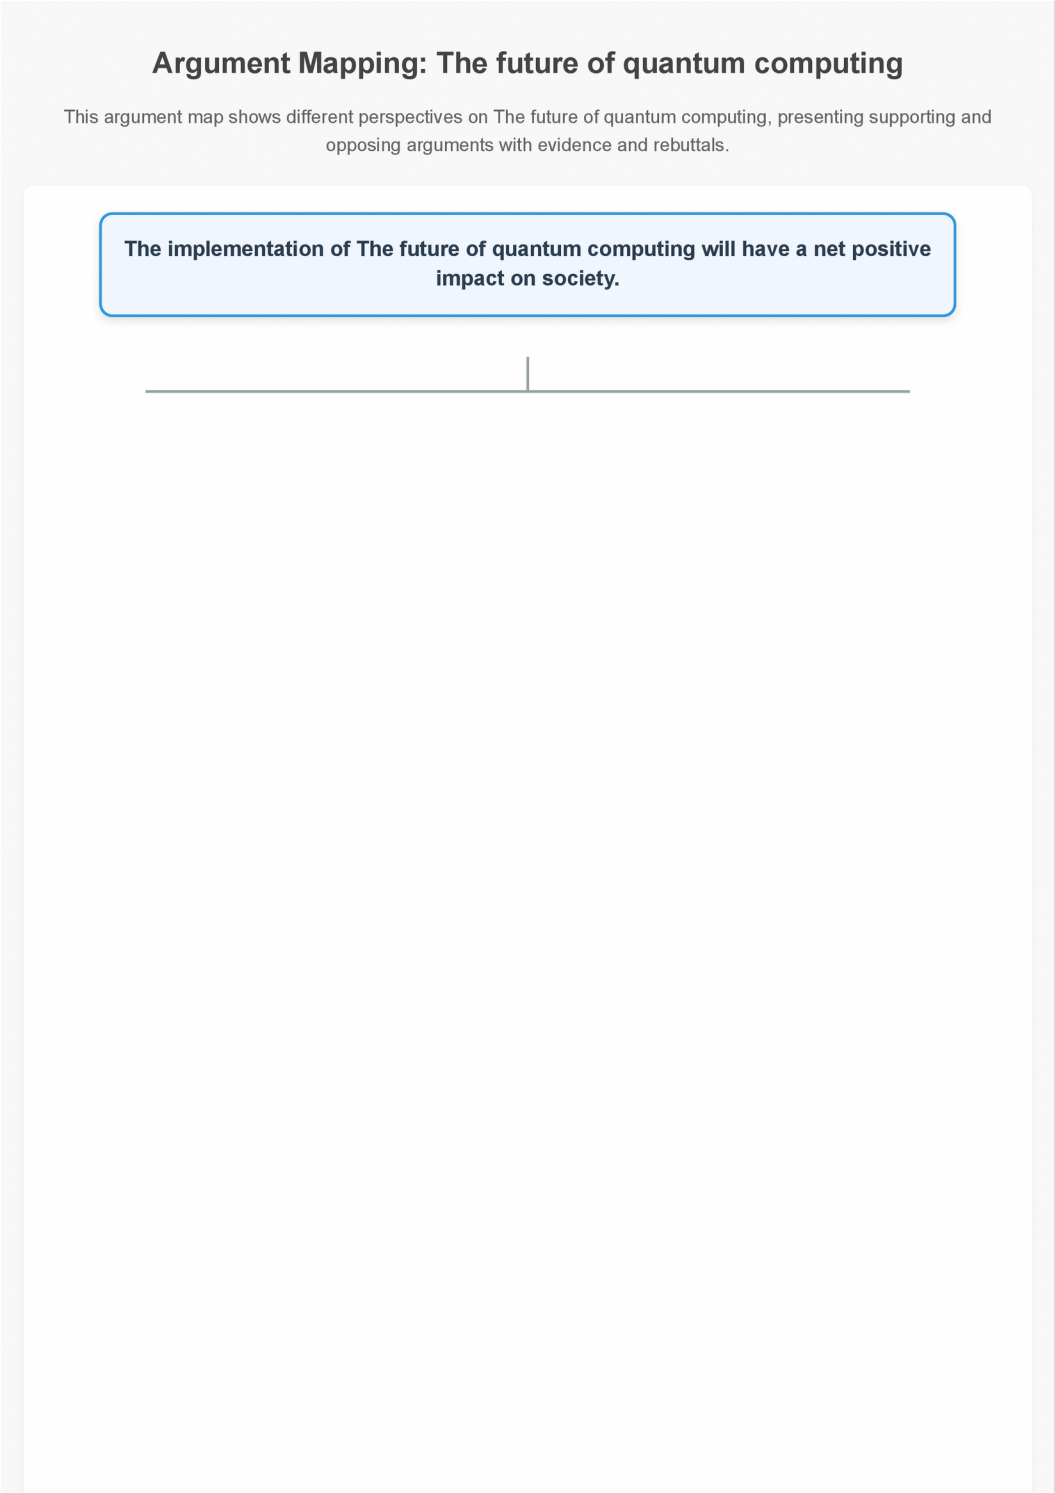 Argument Mapping: The future of quantum computing
This argument map shows different perspectives on The future of quantum computing, presenting supporting and
opposing arguments with evidence and rebuttals.
The implementation of The future of quantum computing will have a net positive
impact on society.